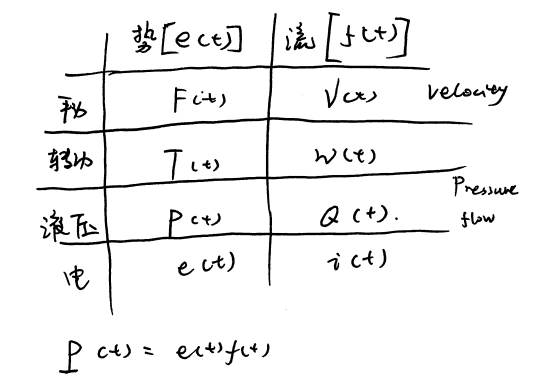 势[e(t)] 流[f(t)]
平动 F(t) V(t) velocity
转动 T(t) w(t)
液压 P(t) Q(t). Pressure flow
电 e(t) i(t)
P(t) = e(t)f(t)